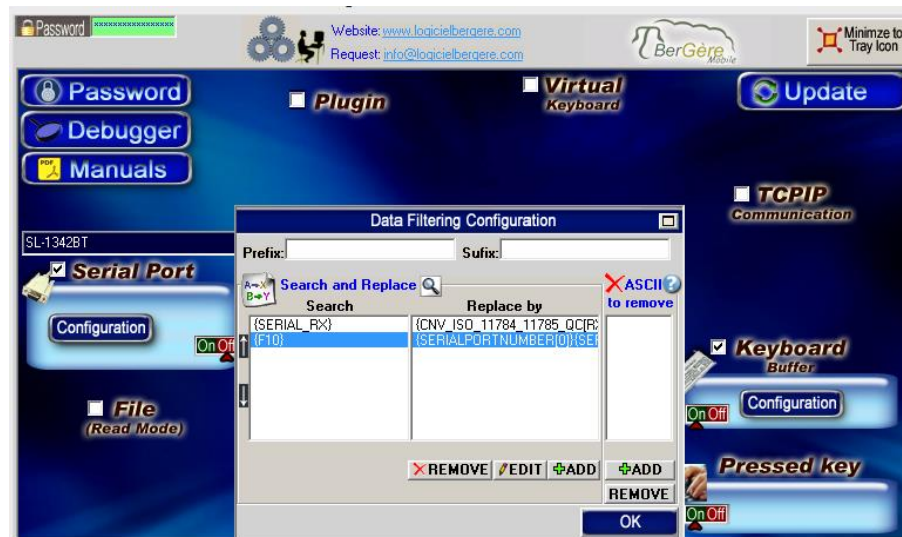 Password ******************
Website: www.logicielbergere.com
Request: info@logicielbergere.com
BerGère
Mobile
Minimze to
Tray Icon
Password
Debugger
Manuals
Plugin
Virtual
Keyboard
Update
TCPIP
Communication
SL-1342BT
Serial Port
Configuration
On Off
File
(Read Mode)
Data Filtering Configuration
Prefix:
Sufix:
Search and Replace
ASCII
to remove
Search
Replace by
{SERIAL_RX}
{CNV_ISO_11784_11785_QC[R
{F10}
{SERIALPORTNUMBER[0]}{SEF
REMOVE
EDIT
ADD
ADD
REMOVE
OK
Keyboard
Buffer
Configuration
On Off
Pressed key
On Off